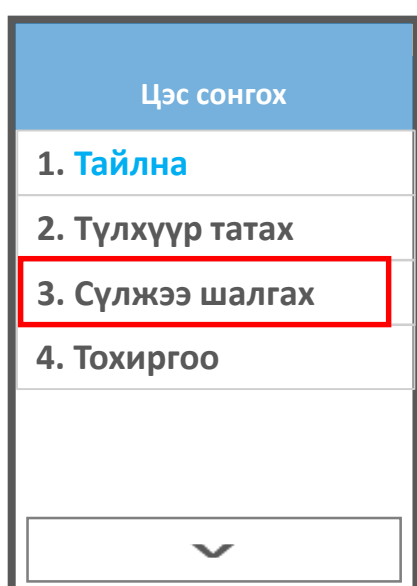 Цэс сонгох
1. Тайлна
2. Түлхүүр татах
3. Сүлжээ шалгах
4. Тохиргоо